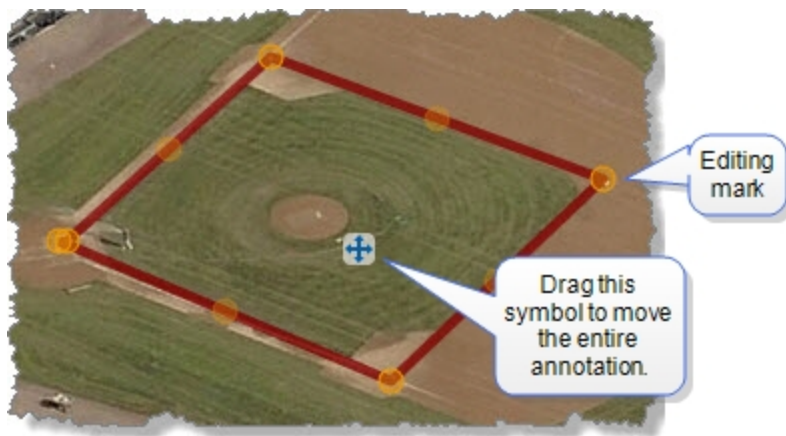 Editing
mark
Drag this
symbol to move
the entire
annotation.